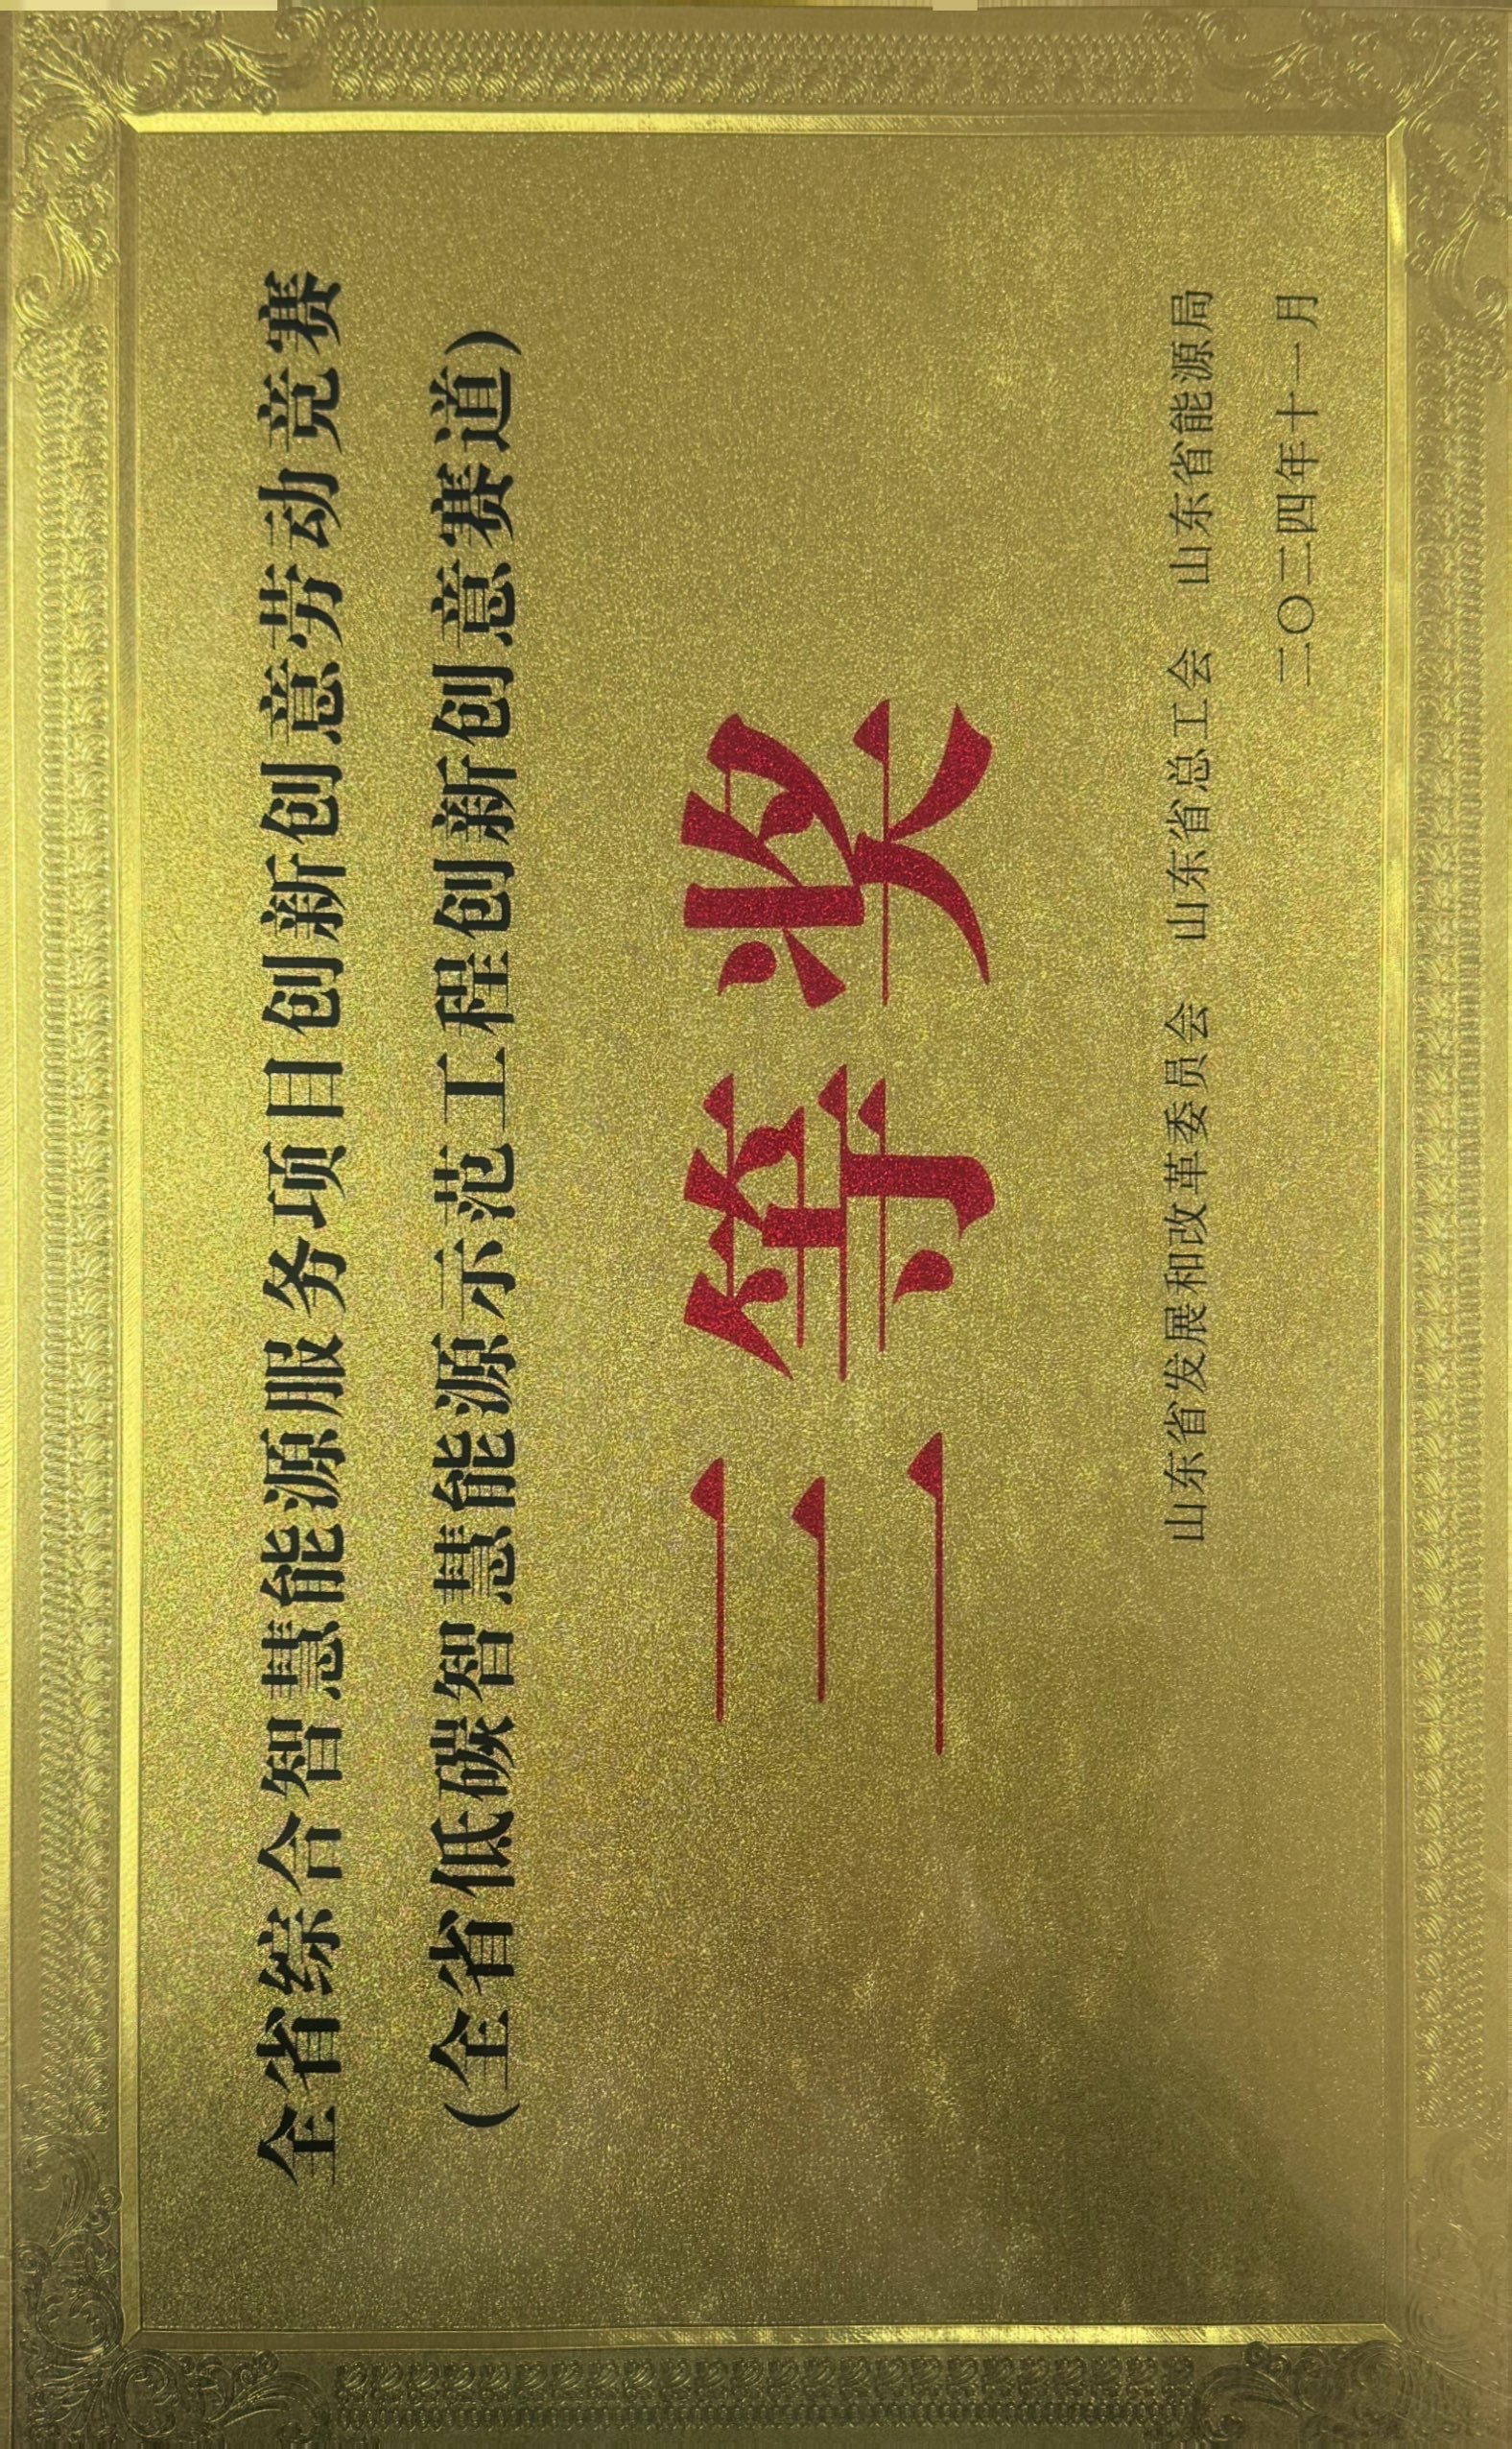 全省综合智慧能源服务项目创新创意劳动竞赛
(全省低碳智慧能源示范工程创新创意赛道)
三等奖
山东省发展和改革委员会 山东省总工会 山东省能源局
二〇二四年十一月